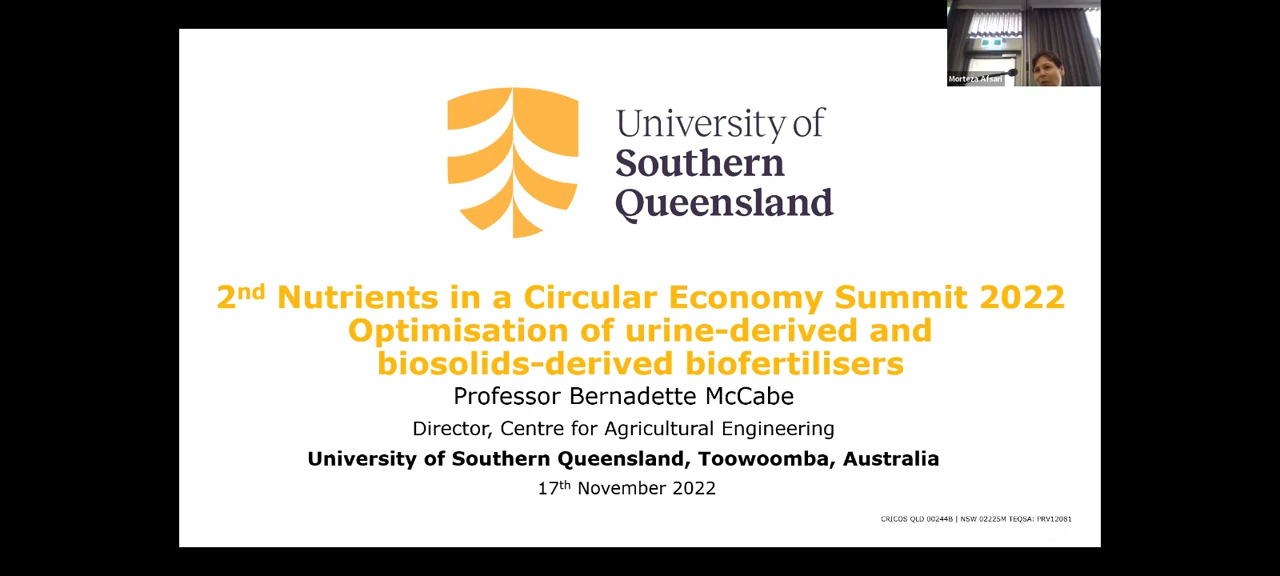 Morteza Afsari
University of
Southern
Queensland
2nd Nutrients in a Circular Economy Summit 2022
Optimisation of urine-derived and
biosolids-derived biofertilisers
Professor Bernadette McCabe
Director, Centre for Agricultural Engineering
University of Southern Queensland, Toowoomba, Australia
17th November 2022
CRICOS QLD 00244B | NSW 02225M TEQSA: PRV12081